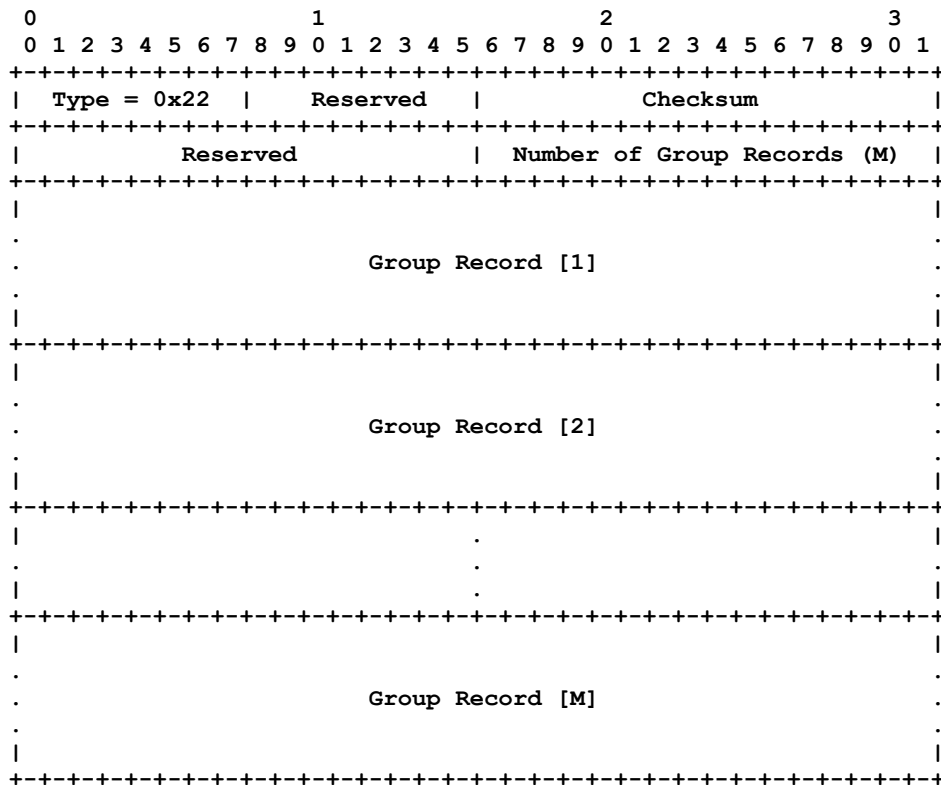 0 1 2 3
0 1 2 3 4 5 6 7 8 9 0 1 2 3 4 5 6 7 8 9 0 1 2 3 4 5 6 7 8 9 0 1
+-+-+-+-+-+-+-+-+-+-+-+-+-+-+-+-+-+-+-+-+-+-+-+-+-+-+-+-+-+-+-+-+
| Type = 0x22 | Reserved | Checksum |
+-+-+-+-+-+-+-+-+-+-+-+-+-+-+-+-+-+-+-+-+-+-+-+-+-+-+-+-+-+-+-+-+
| Reserved | Number of Group Records (M) |
+-+-+-+-+-+-+-+-+-+-+-+-+-+-+-+-+-+-+-+-+-+-+-+-+-+-+-+-+-+-+-+-+
| |
. .
. Group Record [1] .
. .
| |
+-+-+-+-+-+-+-+-+-+-+-+-+-+-+-+-+-+-+-+-+-+-+-+-+-+-+-+-+-+-+-+-+
| |
. .
. Group Record [2] .
. .
| |
+-+-+-+-+-+-+-+-+-+-+-+-+-+-+-+-+-+-+-+-+-+-+-+-+-+-+-+-+-+-+-+-+
| . |
. . .
| . |
+-+-+-+-+-+-+-+-+-+-+-+-+-+-+-+-+-+-+-+-+-+-+-+-+-+-+-+-+-+-+-+-+
| |
. .
. Group Record [M] .
. .
| |
+-+-+-+-+-+-+-+-+-+-+-+-+-+-+-+-+-+-+-+-+-+-+-+-+-+-+-+-+-+-+-+-+